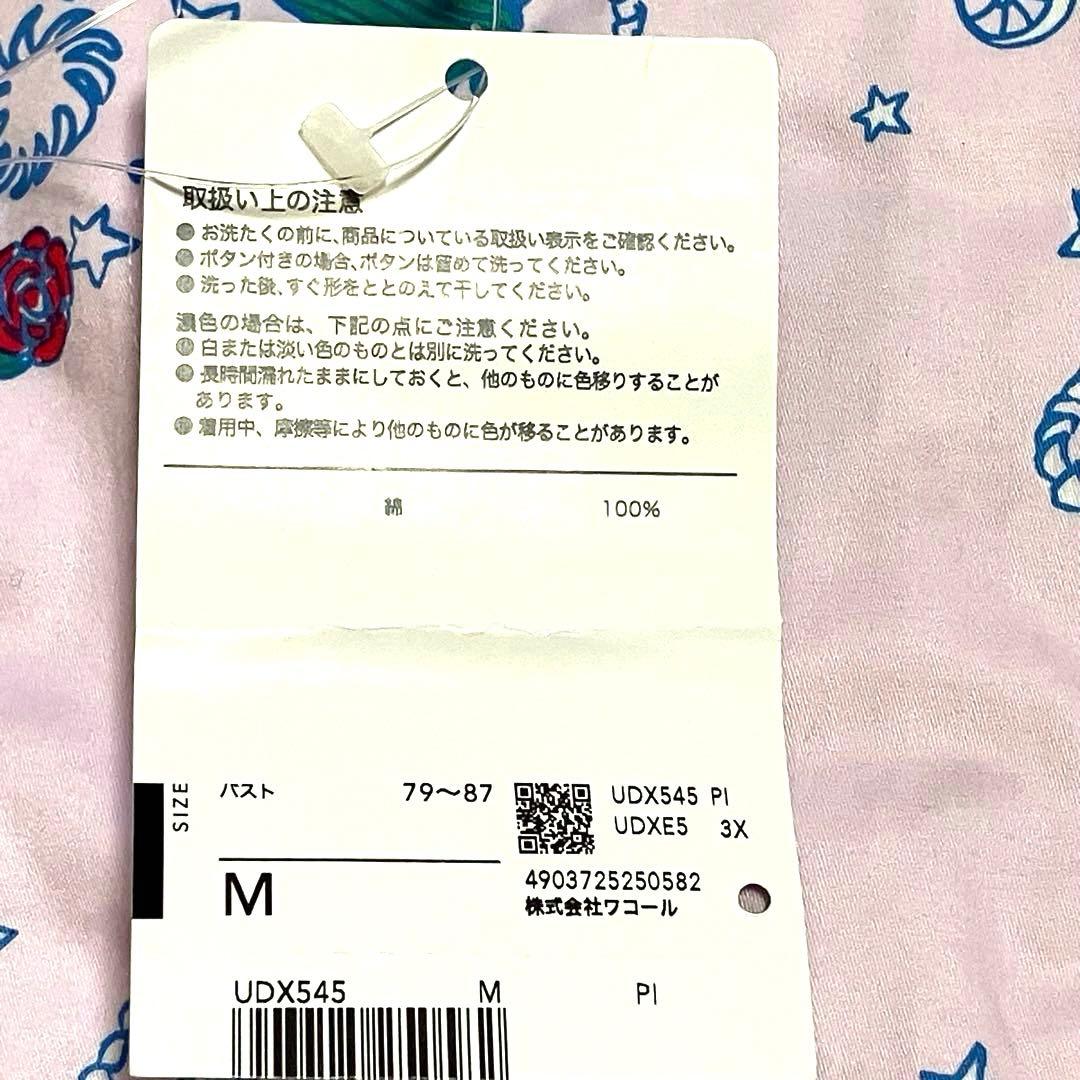 取扱い上の注意
● お洗たくの前に、商品についている取扱い表示をご確認ください。
● ボタン付きの場合、ボタンは留めて洗ってください。
● 洗った後、すぐ形をととのえて干してください。
濃色の場合は、下記の点にご注意ください。
● 白または淡い色のものとは別に洗ってください。
● 長時間濡れたままにしておくと、他のものに色移りすることが
あります。
● 着用中、摩擦等により他のものに色が移ることがあります。
綿 100%
SIZE
バスト 79〜87
M
UDX545 PI
UDXE5 3X
4903725250582
株式会社ワコール
UDX545 M PI